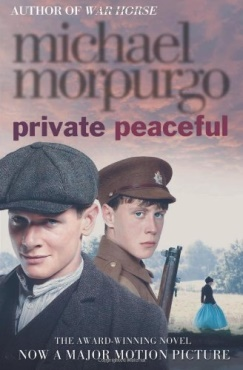 AUTHOR OF WAR HORSE
michael
morpurgo
private peaceful
THE AWARD-WINNING NOVEL
NOW A MAJOR MOTION PICTURE